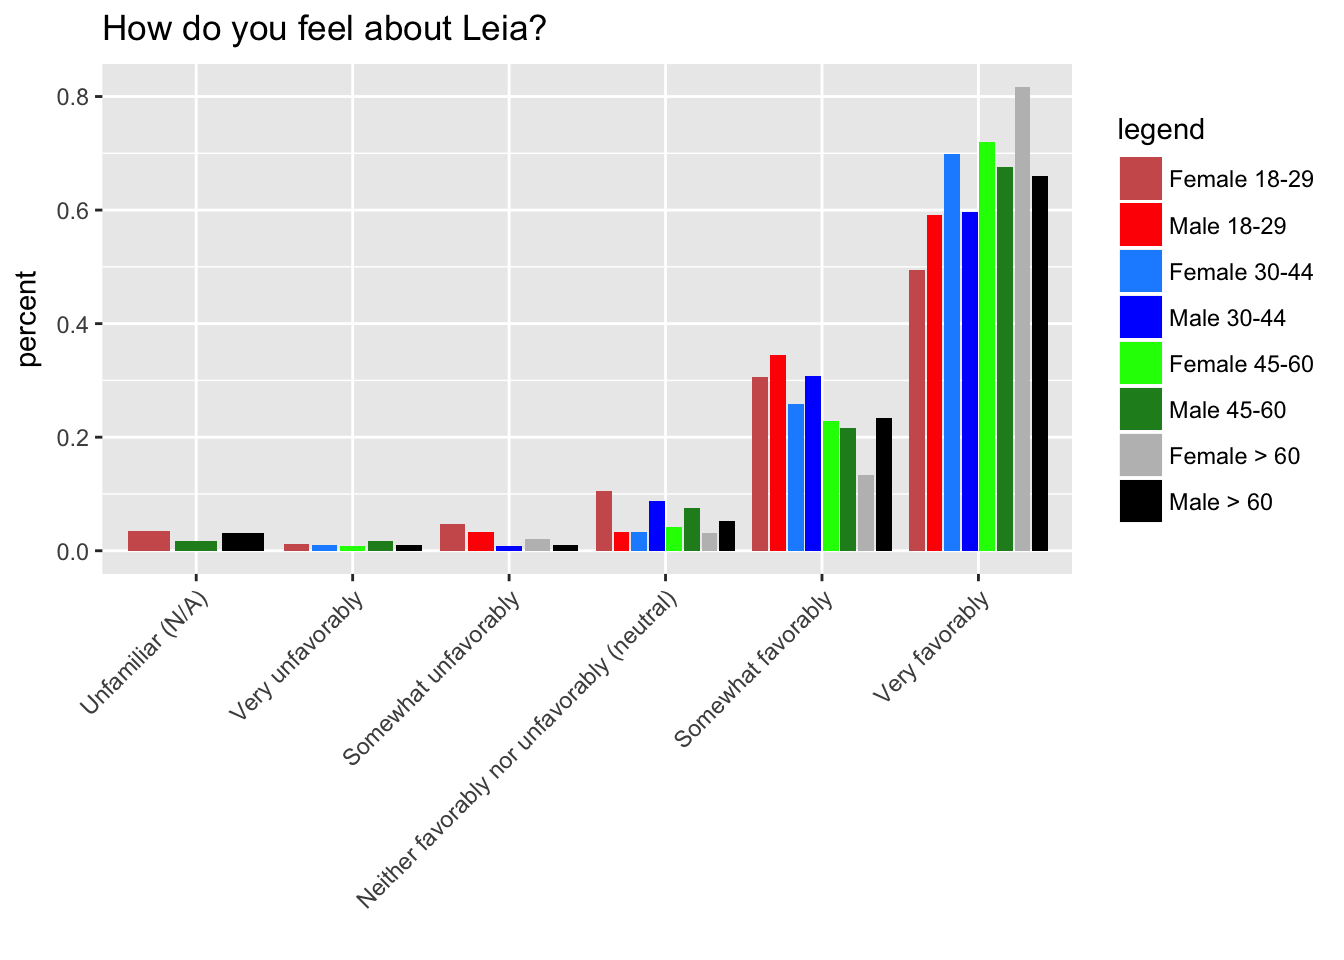 How do you feel about Leia?
percent
0.8
0.6
0.4
0.2
0.0
Unfamiliar (N/A)
Very unfavorably
Somewhat unfavorably
Neither favorably nor unfavorably (neutral)
Somewhat favorably
Very favorably
legend
Female 18-29
Male 18-29
Female 30-44
Male 30-44
Female 45-60
Male 45-60
Female > 60
Male > 60